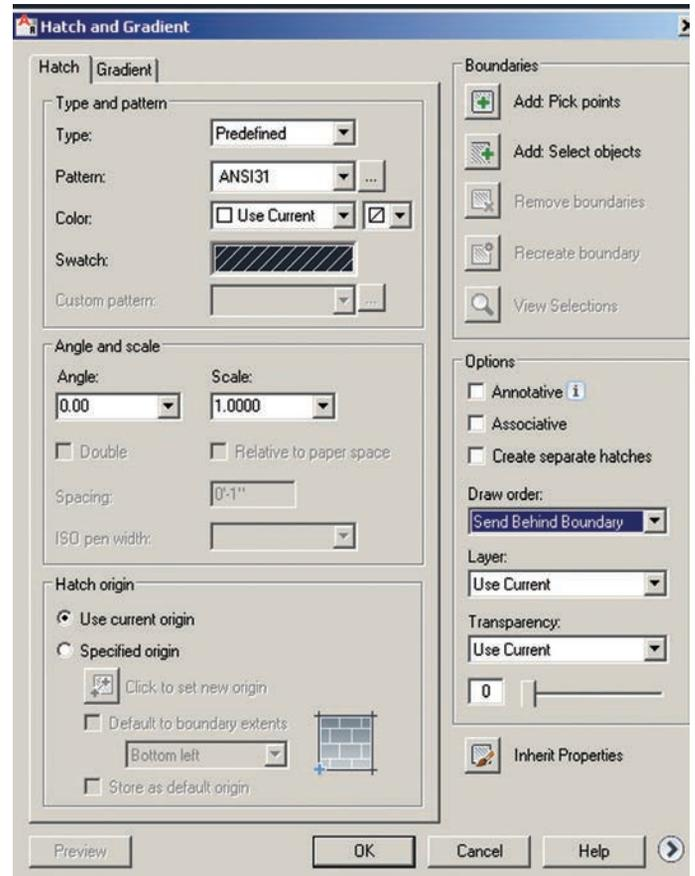 Hatch and Gradient
Hatch
Gradient
Type and pattern
Type:
Predefined
Pattern:
ANSI31
...
Color:
Use Current
Swatch:
Custom pattern:
...
Angle and scale
Angle:
Scale:
0.00
1.0000
Double
Relative to paper space
Spacing:
0'-1"
ISO pen width:
Hatch origin
Use current origin
Specified origin
Click to set new origin
Default to boundary extents
Bottom left
Store as default origin
Boundaries
Add: Pick points
Add: Select objects
Remove boundaries
Recreate boundary
View Selections
Options
Annotative
i
Associative
Create separate hatches
Draw order:
Send Behind Boundary
Layer:
Use Current
Transparency:
Use Current
0
Inherit Properties
Preview
OK
Cancel
Help